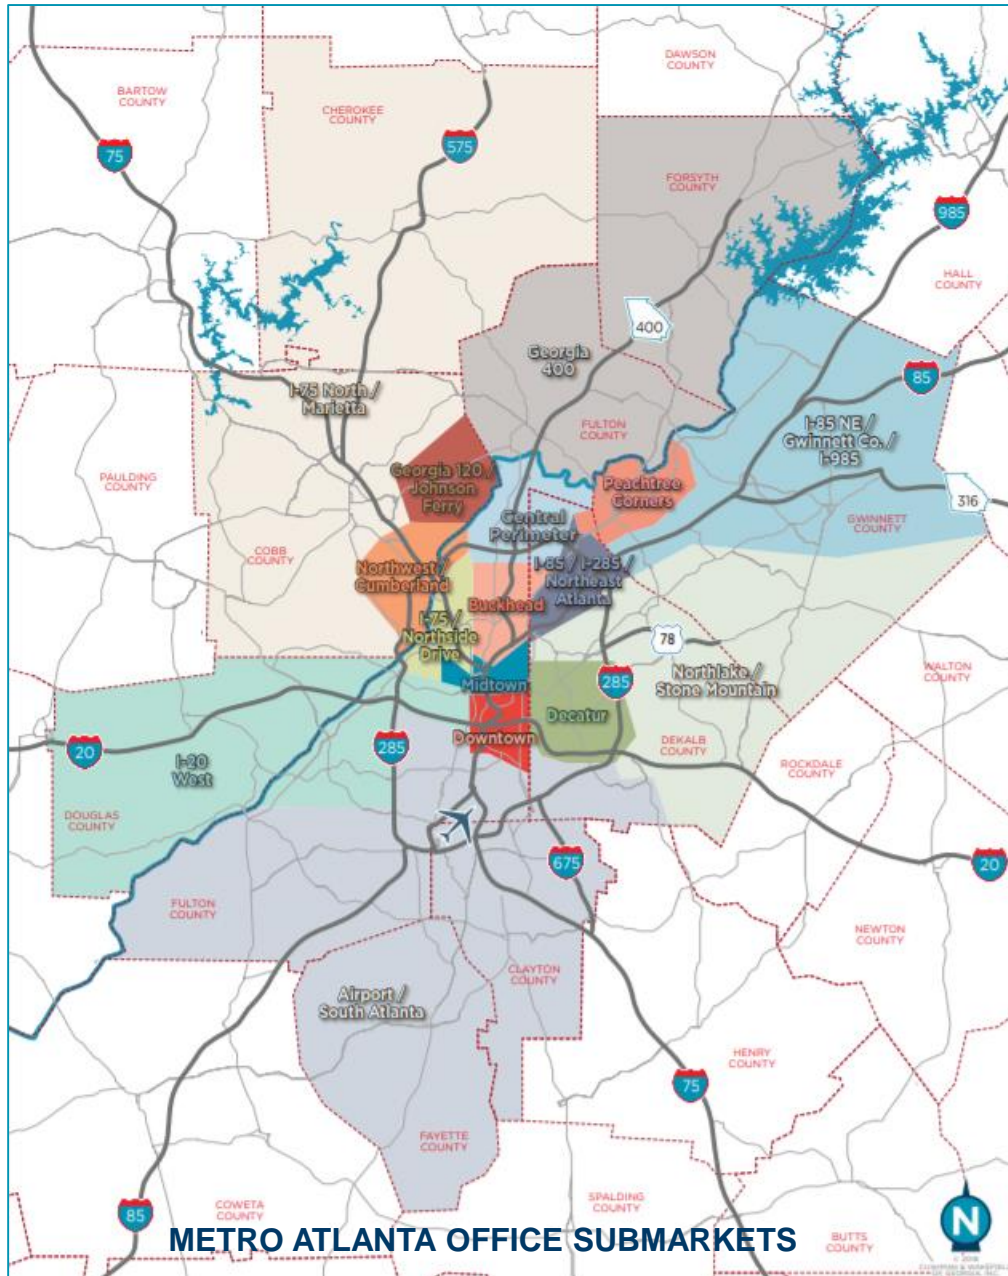 DAWSON
COUNTY
BARTOW
COUNTY
CHEROKEE
COUNTY
575
75
FORSYTH
COUNTY
985
HALL
COUNTY
400
Georgia
400
85
I-75 North /
Marietta
I-85 NE /
Gwinnett Co. /
I-985
FULTON
COUNTY
PAULDING
COUNTY
Georgia 120 /
Johnson
Ferry
Peachtree
Corners
316
Central
Perimeter
GWINNETT
COUNTY
COBB
COUNTY
Northwest /
Cumberland
I-85 / I-285 /
Northeast
Atlanta
Buckhead
I-75 /
Northside
Drive
78
Northlake /
Stone Mountain
WALTON
COUNTY
Midtown
285
Decatur
Downtown
DEKALB
COUNTY
20
285
I-20
West
ROCKDALE
COUNTY
DOUGLAS
COUNTY
675
20
FULTON
COUNTY
NEWTON
COUNTY
CLAYTON
COUNTY
Airport /
South Atlanta
HENRY
COUNTY
75
FAYETTE
COUNTY
85
COWETA
COUNTY
SPALDING
COUNTY
N
BUTTS
COUNTY
METRO ATLANTA OFFICE SUBMARKETS